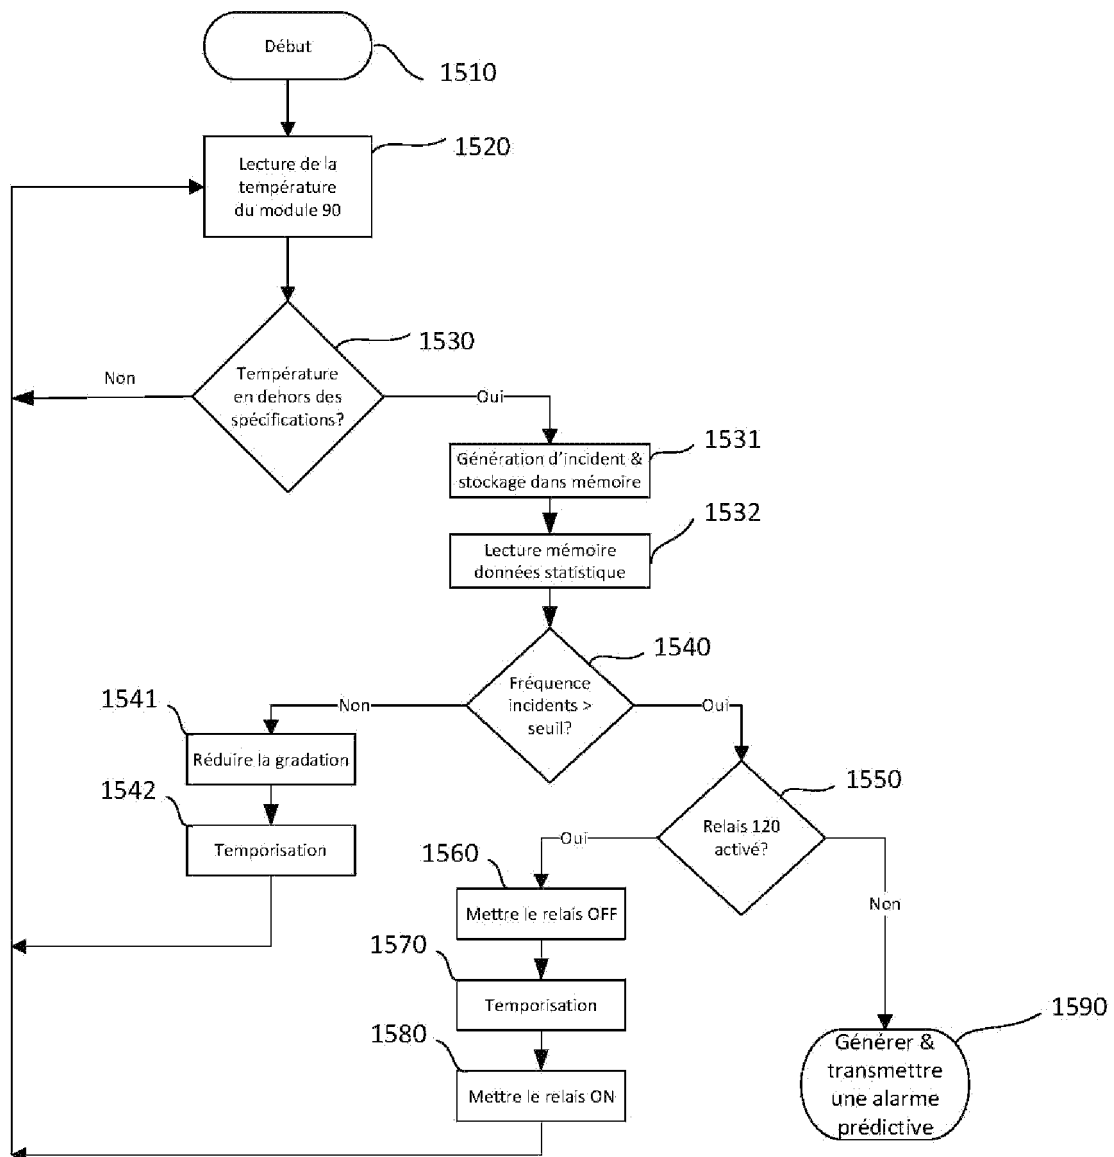 Début
1510
Lecture de la
température
du module 90
1520
Température
en dehors des
spécifications?
1530
Non
Oui
Génération d'incident &
stockage dans mémoire
1531
Lecture mémoire
données statistique
1532
Fréquence
incidents >
seuil?
1540
Non
Oui
1541
Réduire la gradation
1542
Temporisation
Relais 120
activé?
1550
Oui
Non
1560
Mettre le relais OFF
1570
Temporisation
1580
Mettre le relais ON
1590
Générer &
transmettre
une alarme
prédictive